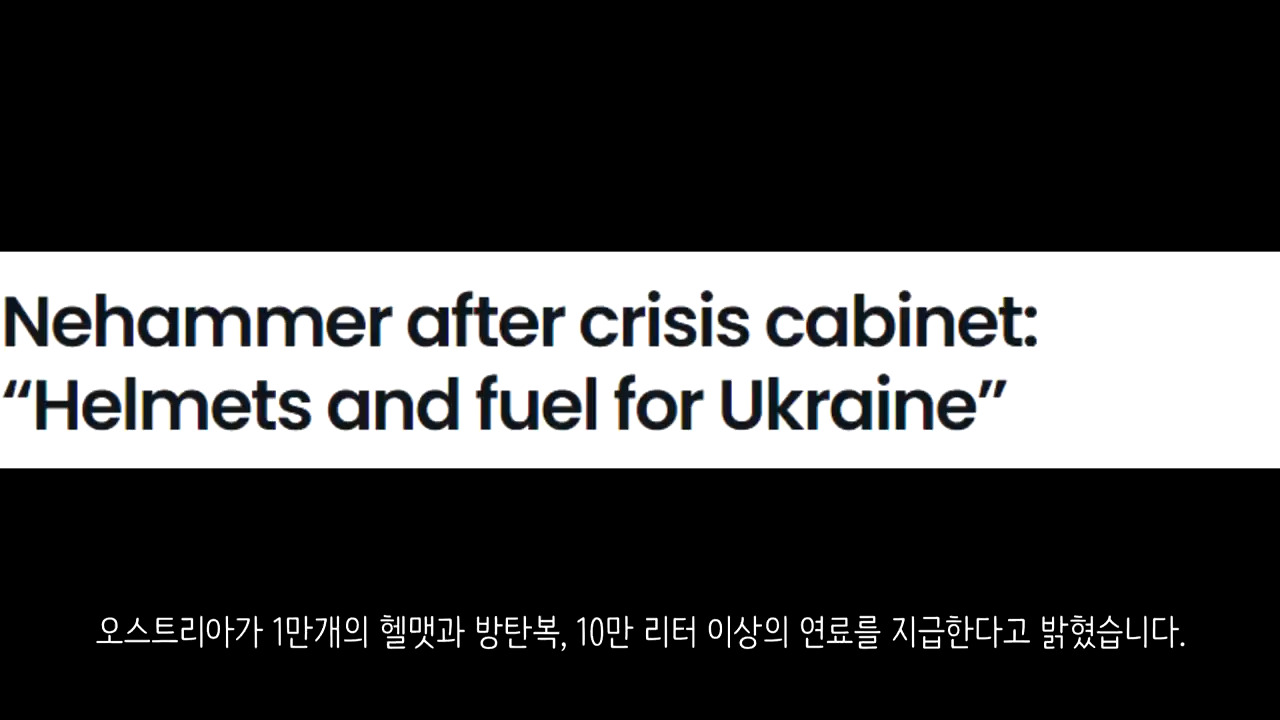 Nehammer after crisis cabinet:
“Helmets and fuel for Ukraine”
오스트리아가 1만개의 헬맷과 방탄복, 10만 리터 이상의 연료를 지급한다고 밝혔습니다.